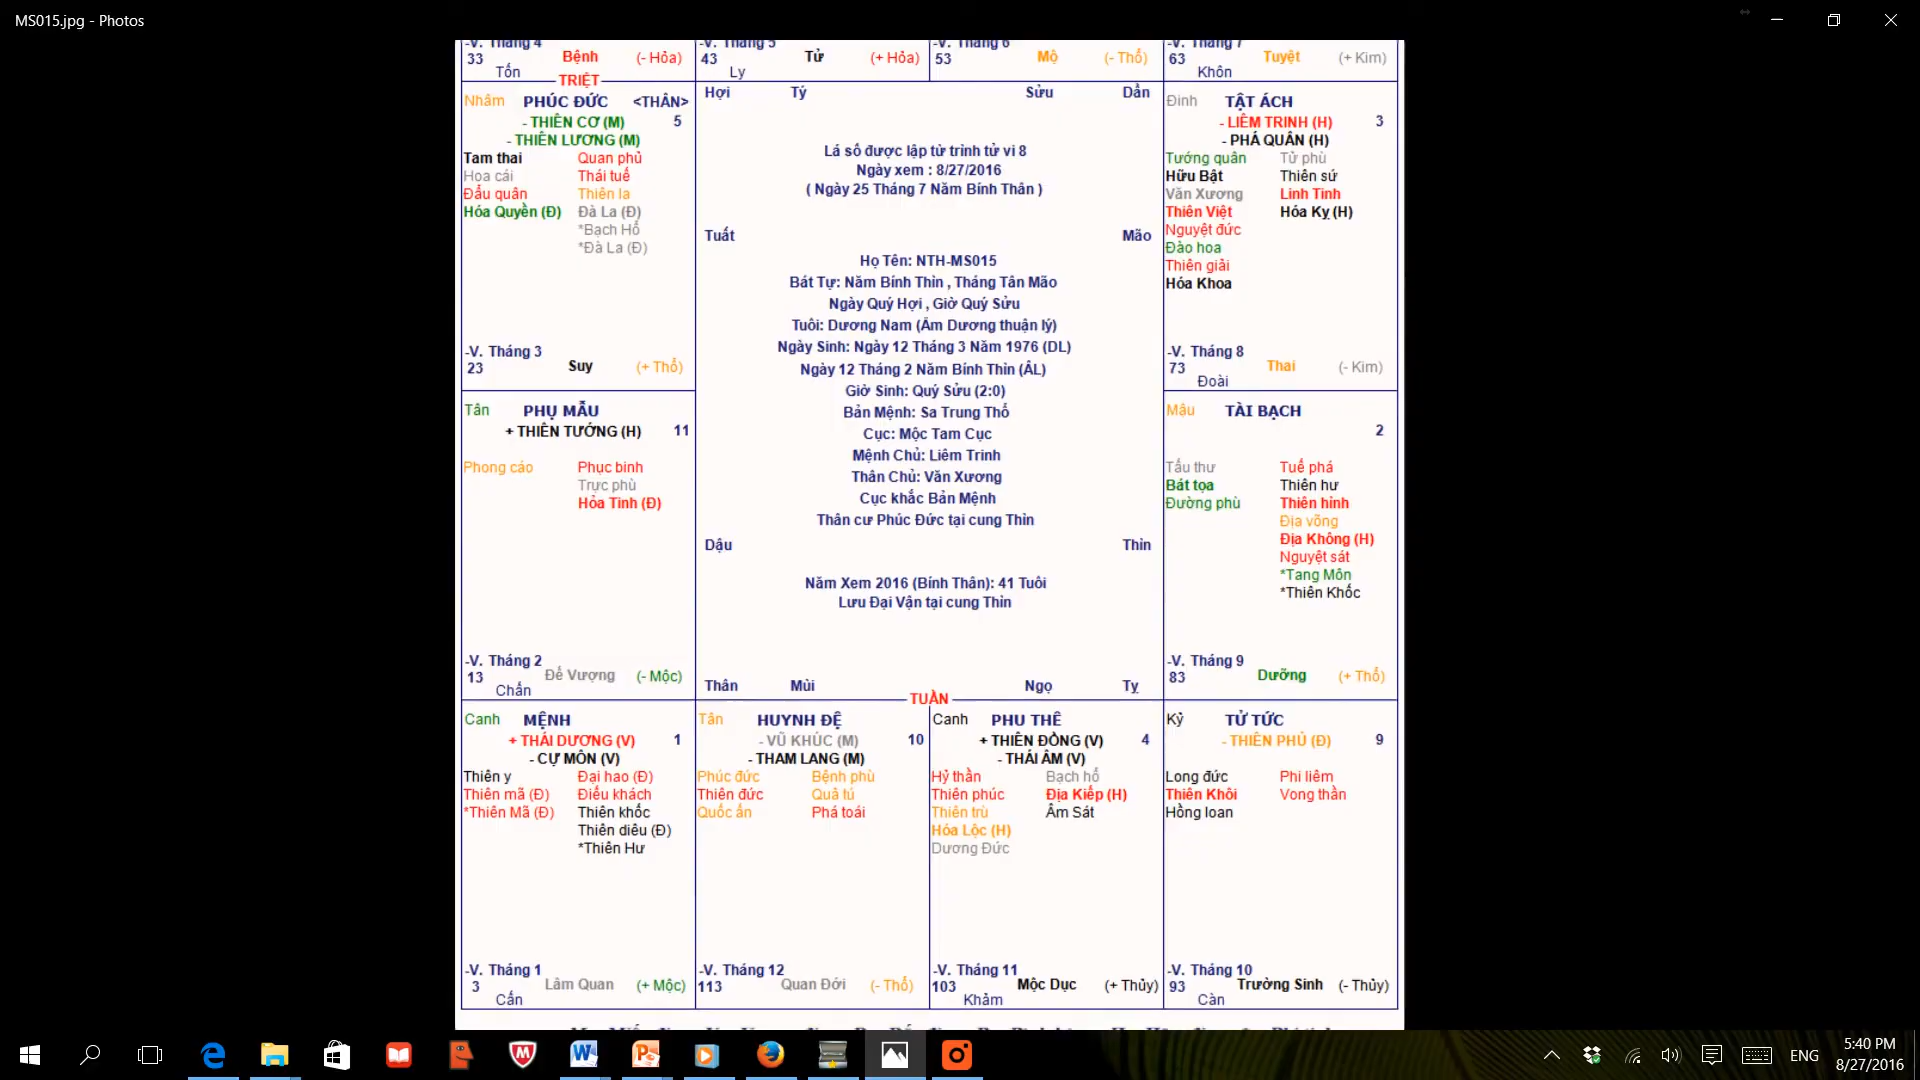 MS015.jpg - Photos
-V. Tháng 4
33 Bệnh (- Hỏa)
Tốn
-V. Tháng 5
43 Tử (+ Hỏa)
Ly
-V. Tháng 6
53 Mộ (- Thổ)
-V. Tháng 7
63 Tuyệt (+ Kim)
Khôn
TRIỆT
Nhâm PHÚC ĐỨC <THÂN>
- THIÊN CƠ (M) 5
- THIÊN LƯƠNG (M)
Tam thai Quan phủ
Hoa cái Thái tuế
Đẩu quân Thiên la
Hóa Quyền (Đ) Đà La (Đ)
*Bạch Hổ
*Đà La (Đ)
-V. Tháng 3
23 Suy (+ Thổ)
Hợi Tý Sửu Dần
Lá số được lập từ trình tử vi 8
Ngày xem : 8/27/2016
( Ngày 25 Tháng 7 Năm Bính Thân )
Tuất Mão
Họ Tên: NTH-MS015
Bát Tự: Năm Bính Thìn , Tháng Tân Mão
Ngày Quý Hợi , Giờ Quý Sửu
Tuổi: Dương Nam (Âm Dương thuận lý)
Ngày Sinh: Ngày 12 Tháng 3 Năm 1976 (DL)
Ngày 12 Tháng 2 Năm Bính Thìn (ÂL)
Giờ Sinh: Quý Sửu (2:0)
Bản Mệnh: Sa Trung Thổ
Cục: Mộc Tam Cục
Mệnh Chủ: Liêm Trinh
Thân Chủ: Văn Xương
Cục khắc Bản Mệnh
Thân cư Phúc Đức tại cung Thìn
Dậu Thìn
Năm Xem 2016 (Bính Thân): 41 Tuổi
Lưu Đại Vận tại cung Thìn
Thân Mùi Ngọ Tỵ
TUẦN
Đinh TẬT ÁCH
- LIÊM TRINH (H) 3
- PHÁ QUÂN (H)
Tướng quân Tử phù
Hữu Bật Thiên sứ
Văn Xương Linh Tinh
Thiên Việt Hóa Kỵ (H)
Nguyệt đức
Đào hoa
Thiên giải
Hóa Khoa
-V. Tháng 8
73 Thai (- Kim)
Đoài
Tân PHỤ MẪU
+ THIÊN TƯỚNG (H) 11
Phong cáo Phục binh
Trực phù
Hỏa Tinh (Đ)
-V. Tháng 2
13 Đế Vượng (- Mộc)
Chấn
Mậu TÀI BẠCH
2
Tấu thư Tuế phá
Bát tọa Thiên hư
Đường phù Thiên hình
Địa võng
Địa Không (H)
Nguyệt sát
*Tang Môn
*Thiên Khốc
-V. Tháng 9
83 Dưỡng (+ Thổ)
Canh MỆNH
+ THÁI DƯƠNG (V) 1
- CỰ MÔN (V)
Thiên y Đại hao (Đ)
Thiên mã (Đ) Điếu khách
*Thiên Mã (Đ) Thiên khốc
Thiên diêu (Đ)
*Thiên Hư
-V. Tháng 1
3 Lâm Quan (+ Mộc)
Cấn
Tân HUYNH ĐỆ
- VŨ KHÚC (M) 10
- THAM LANG (M)
Phúc đức Bệnh phù
Thiên đức Quả tú
Quốc ấn Phá toái
-V. Tháng 12
113 Quan Đới (- Thổ)
Canh PHU THÊ
+ THIÊN ĐỒNG (V) 4
- THÁI ÂM (V)
Hỷ thần Bạch hổ
Thiên phúc Địa Kiếp (H)
Thiên trù Âm Sát
Hóa Lộc (H)
Dương Đức
-V. Tháng 11
103 Mộc Dục (+ Thủy)
Khảm
Kỷ TỬ TỨC
- THIÊN PHỦ (Đ) 9
Long đức Phi liêm
Thiên Khôi Vong thần
Hồng loan
-V. Tháng 10
93 Trường Sinh (- Thủy)
Càn
ENG
5:40 PM
8/27/2016